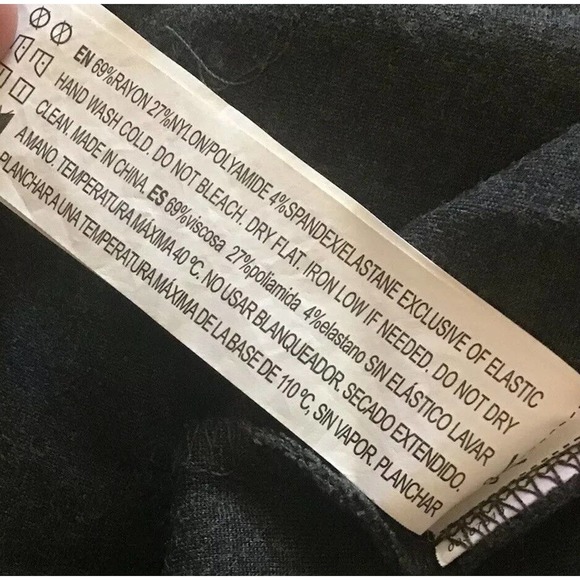 EN 69%RAYON 27%NYLON/POLYAMIDE 4%SPANDEX/ELASTANE EXCLUSIVE OF ELASTIC
HAND WASH COLD. DO NOT BLEACH. DRY FLAT. IRON LOW IF NEEDED. DO NOT DRY
CLEAN. MADE IN CHINA. ES 69%viscosa 27%poliamida 4%elastano SIN ELÁSTICO LAVAR
A MANO. TEMPERATURA MÁXIMA 40 °C. NO USAR BLANQUEADOR. SECADO EXTENDIDO.
PLANCHAR A UNA TEMPERATURA MÁXIMA DE LA BASE DE 110 °C, SIN VAPOR. PLANCHAR